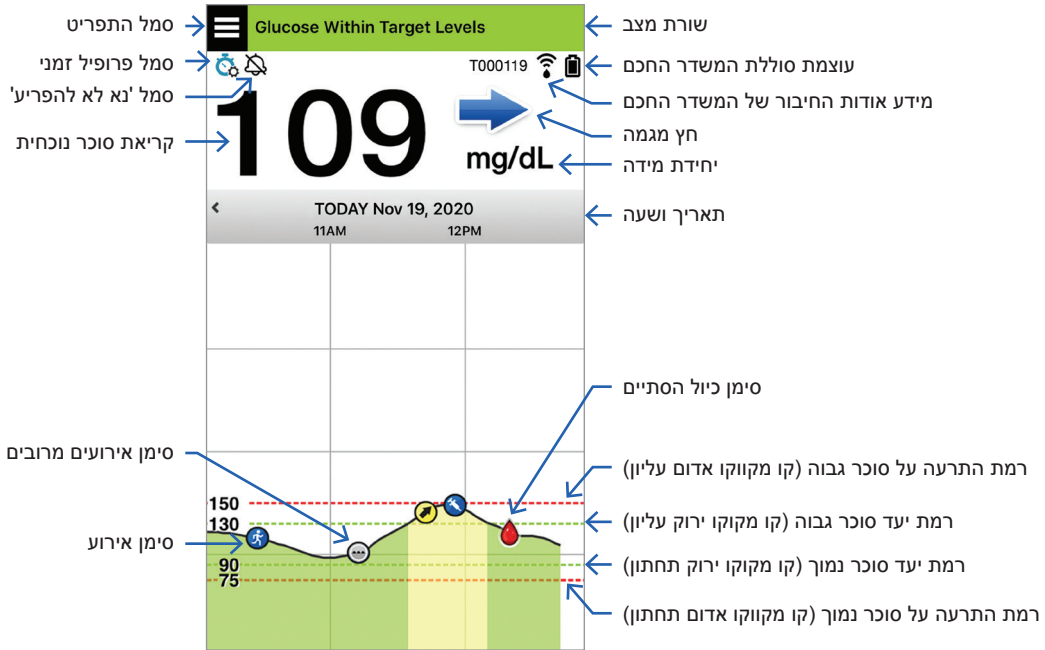 סמל התפריט
Glucose Within Target Levels
שורת מצב
סמל פרופיל זמני
T000119
עוצמת סוללת המשדר החכם
סמל 'נא לא להפריע'
מידע אודות החיבור של המשדר החכם
109
חץ מגמה
קריאת סוכר נוכחית
mg/dL
יחידת מידה
TODAY Nov 19, 2020
תאריך ושעה
11AM 12PM
סימן כיול הסתיים
סימן אירועים מרובים
רמת התרעה על סוכר גבוה (קו מקווקו אדום עליון)
150
130
רמת יעד סוכר גבוה (קו מקוקו ירוק עליון)
סימן אירוע
90
רמת יעד סוכר נמוך (קו מקוקו ירוק תחתון)
75
רמת התרעה על סוכר נמוך (קו מקווקו אדום תחתון)